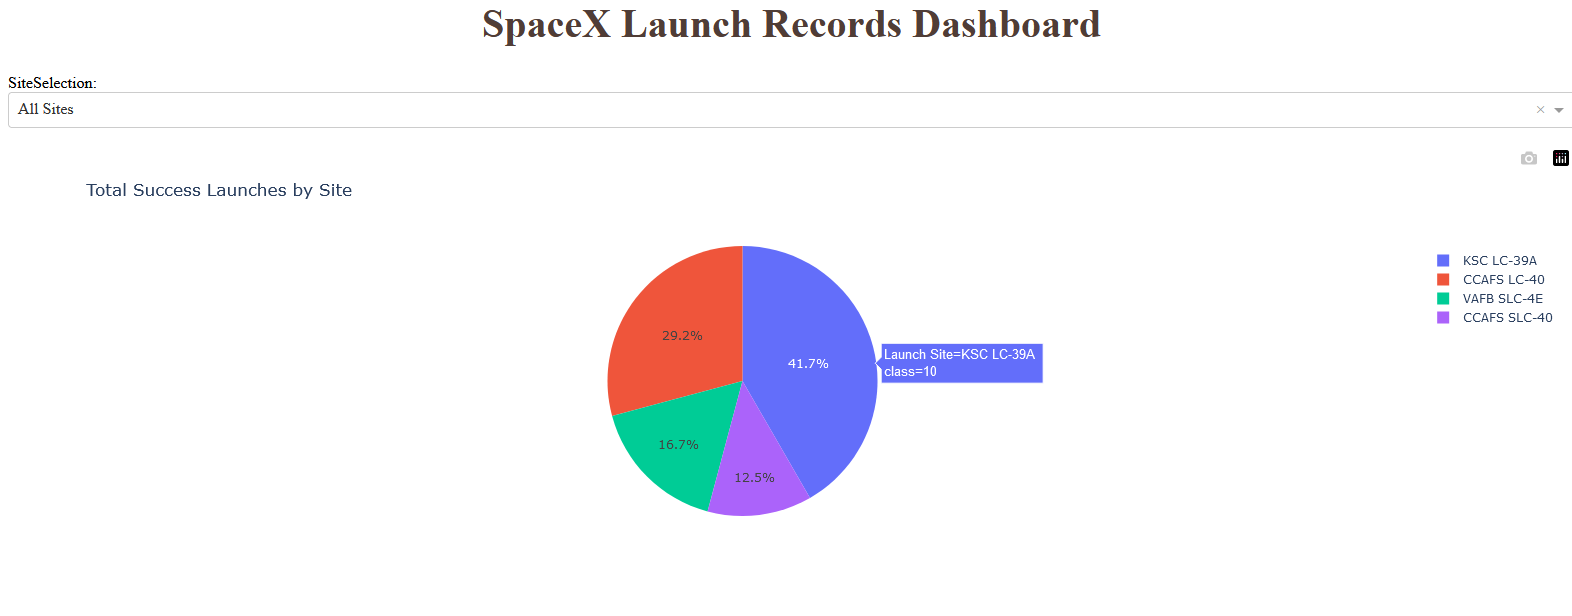 SpaceX Launch Records Dashboard
SiteSelection:
All Sites
Total Success Launches by Site
KSC LC-39A
CCAFS LC-40
VAFB SLC-4E
CCAFS SLC-40
29.2%
41.7%
Launch Site=KSC LC-39A
class=10
16.7%
12.5%